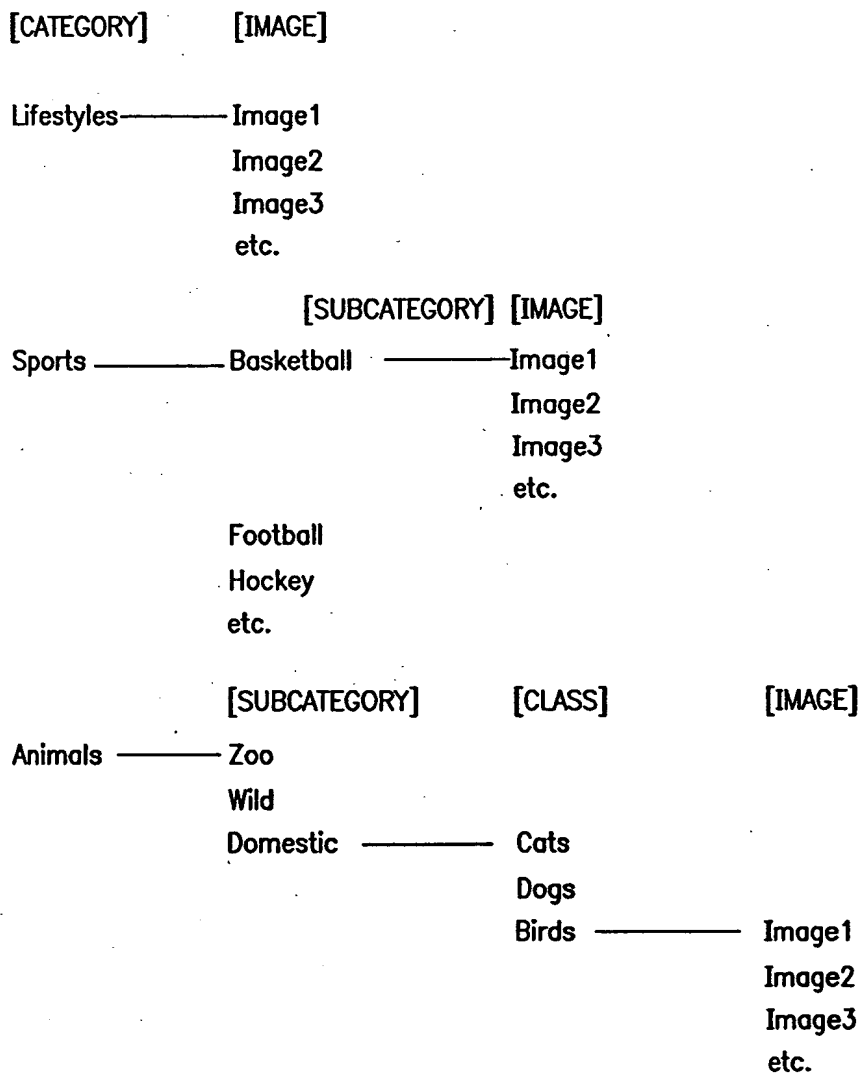 [CATEGORY] [IMAGE]
Lifestyles Image1
Image2
Image3
etc.
[SUBCATEGORY] [IMAGE]
Sports Basketball Image1
Image2
Image3
etc.
Football
Hockey
etc.
[SUBCATEGORY] [CLASS] [IMAGE]
Animals Zoo
Wild
Domestic Cats
Dogs
Birds Image1
Image2
Image3
etc.